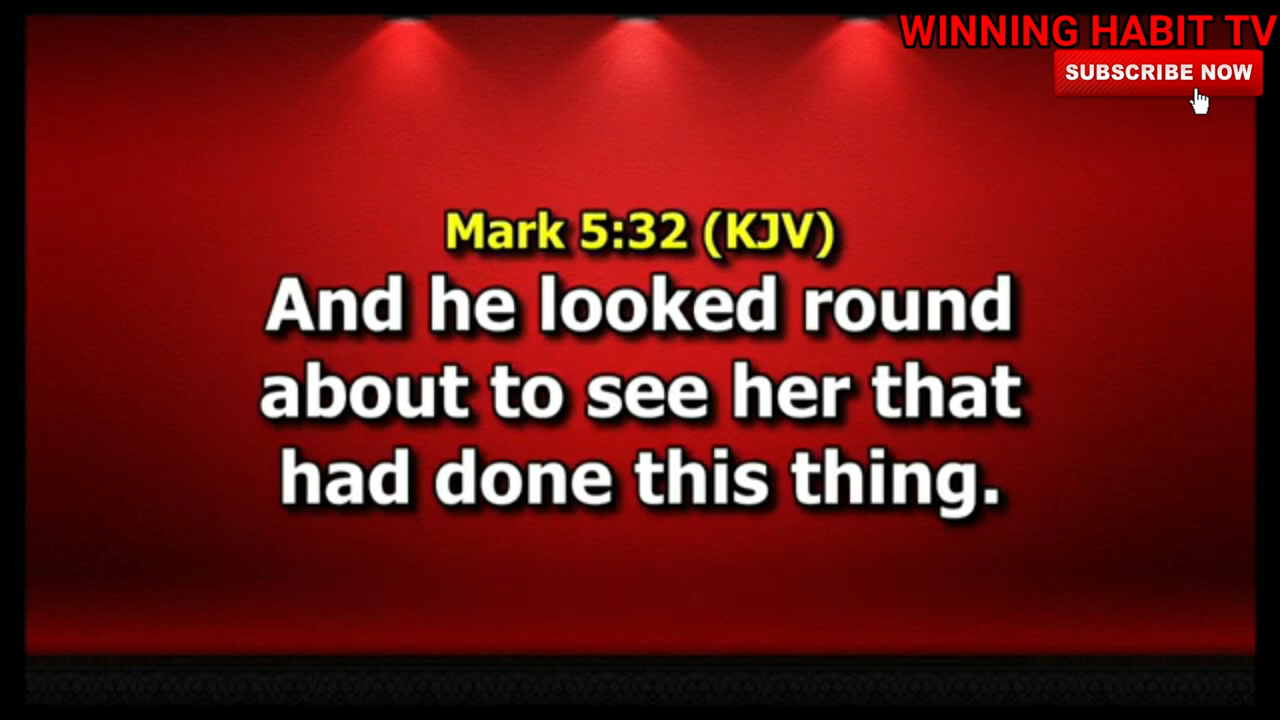 WINNING HABIT TV
SUBSCRIBE NOW
Mark 5:32 (KJV)
And he looked round
about to see her that
had done this thing.